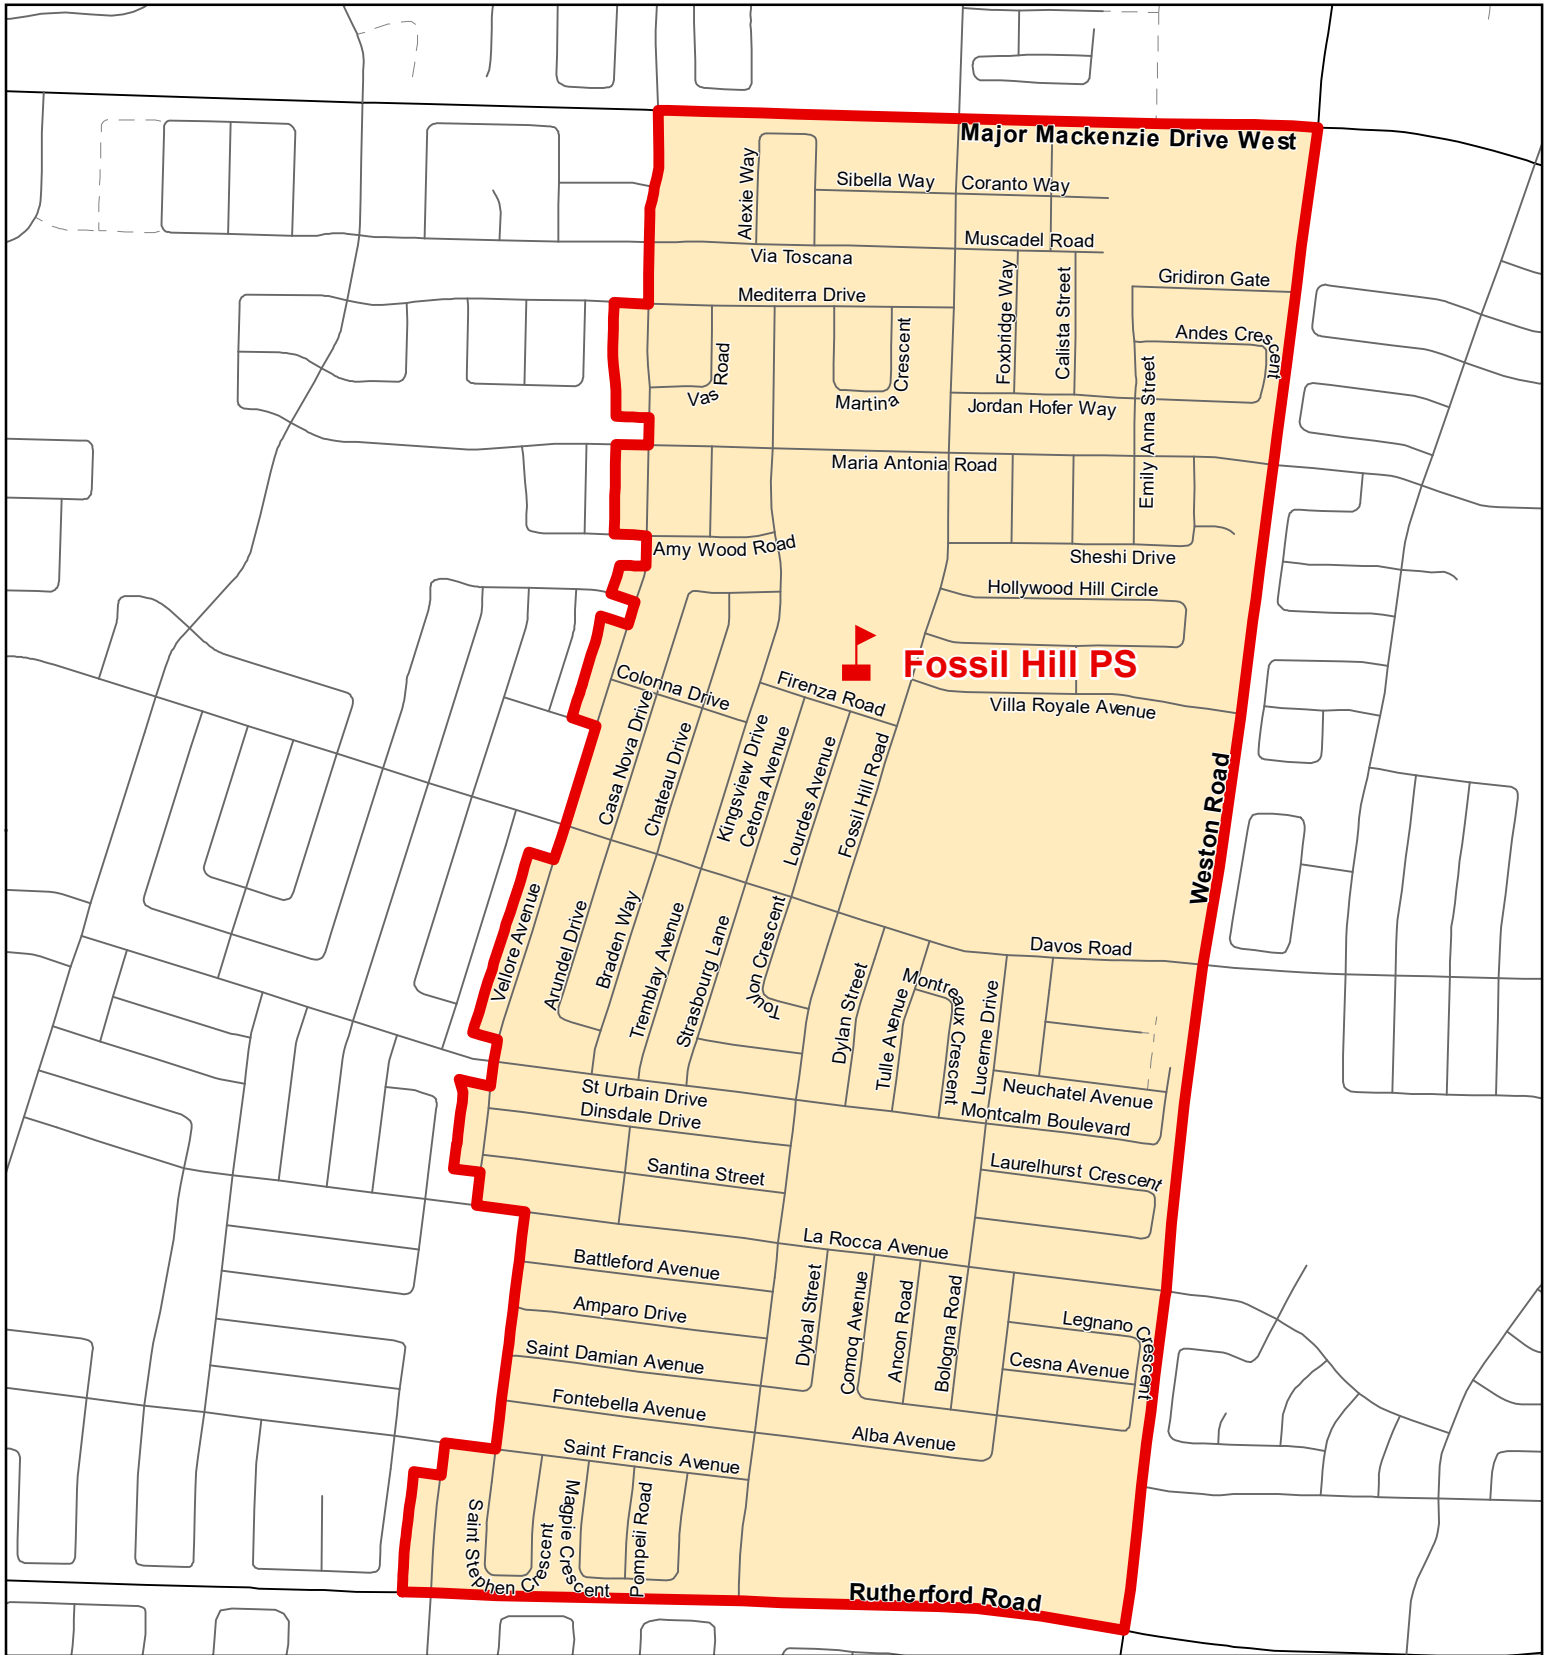 Major Mackenzie Drive West
Alexie Way
Sibella Way
Coranto Way
Muscadel Road
Via Toscana
Gridiron Gate
Mediterra Drive
Foxbridge Way
Calista Street
Andes Crescent
Vas Road
Martina Crescent
Jordan Hofer Way
Emily Anna Street
Maria Antonia Road
Amy Wood Road
Sheshi Drive
Hollywood Hill Circle
Fossil Hill PS
Colonna Drive
Firenza Road
Villa Royale Avenue
Casa Nova Drive
Chateau Drive
Kingsview Drive
Cetona Avenue
Lourdes Avenue
Fossil Hill Road
Weston Road
Vellore Avenue
Arundel Drive
Braden Way
Tremblay Avenue
Strasbourg Lane
Toulon Crescent
Davos Road
Dylan Street
Tulle Avenue
Montreaux Crescent
Lucerne Drive
St Urbain Drive
Neuchatel Avenue
Dinsdale Drive
Montcalm Boulevard
Santina Street
Laurelhurst Crescent
La Rocca Avenue
Battleford Avenue
Amparo Drive
Dybal Street
Comoq Avenue
Ancon Road
Bologna Road
Legnano Crescent
Saint Damian Avenue
Cesna Avenue
Fontebella Avenue
Alba Avenue
Saint Francis Avenue
Saint Stephen Crescent
Magpie Crescent
Pompeii Road
Rutherford Road